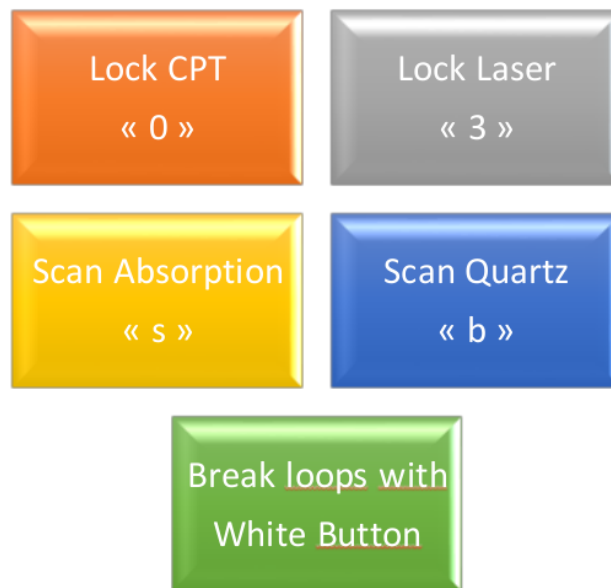 Lock CPT
« 0 »
Lock Laser
« 3 »
Scan Absorption
« s »
Scan Quartz
« b »
Break loops with
White Button